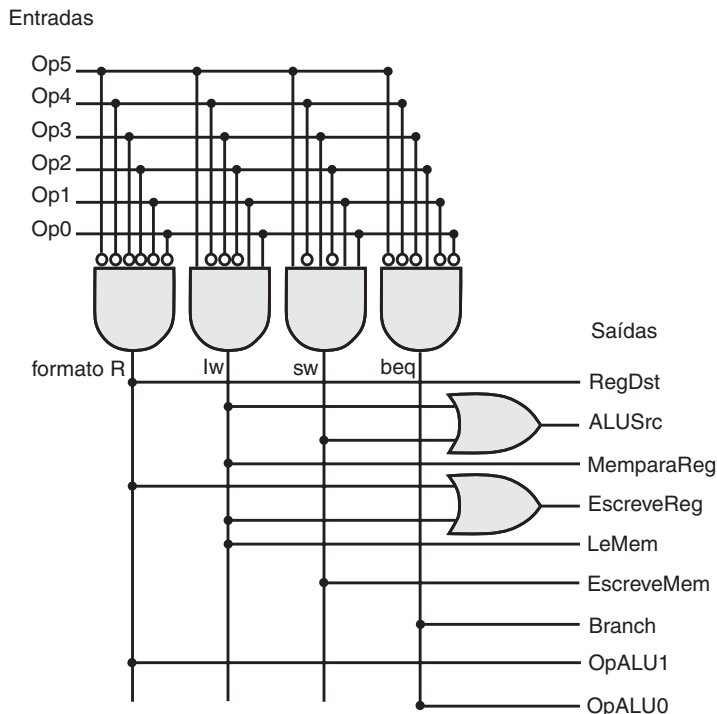 Entradas
Op5
Op4
Op3
Op2
Op1
Op0
formato R
lw
sw
beq
Saídas
RegDst
ALUSrc
MemparaReg
EscreveReg
LeMem
EscreveMem
Branch
OpALU1
OpALU0